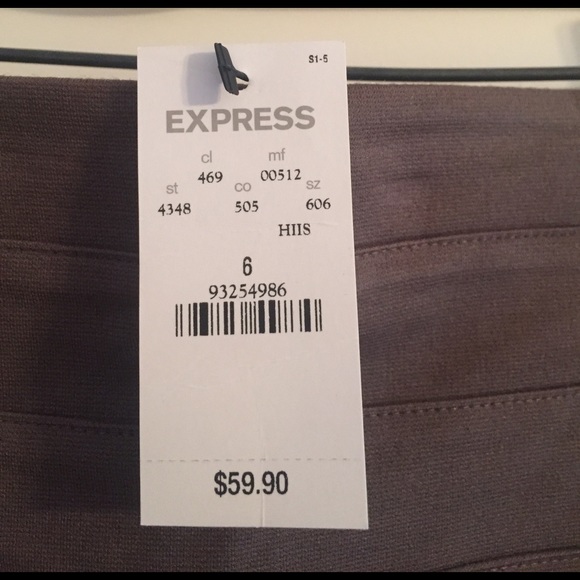 S1-5
EXPRESS
cl mf
469 00512
st co sz
4348 505 606
HIIS
6
93254986
$59.90